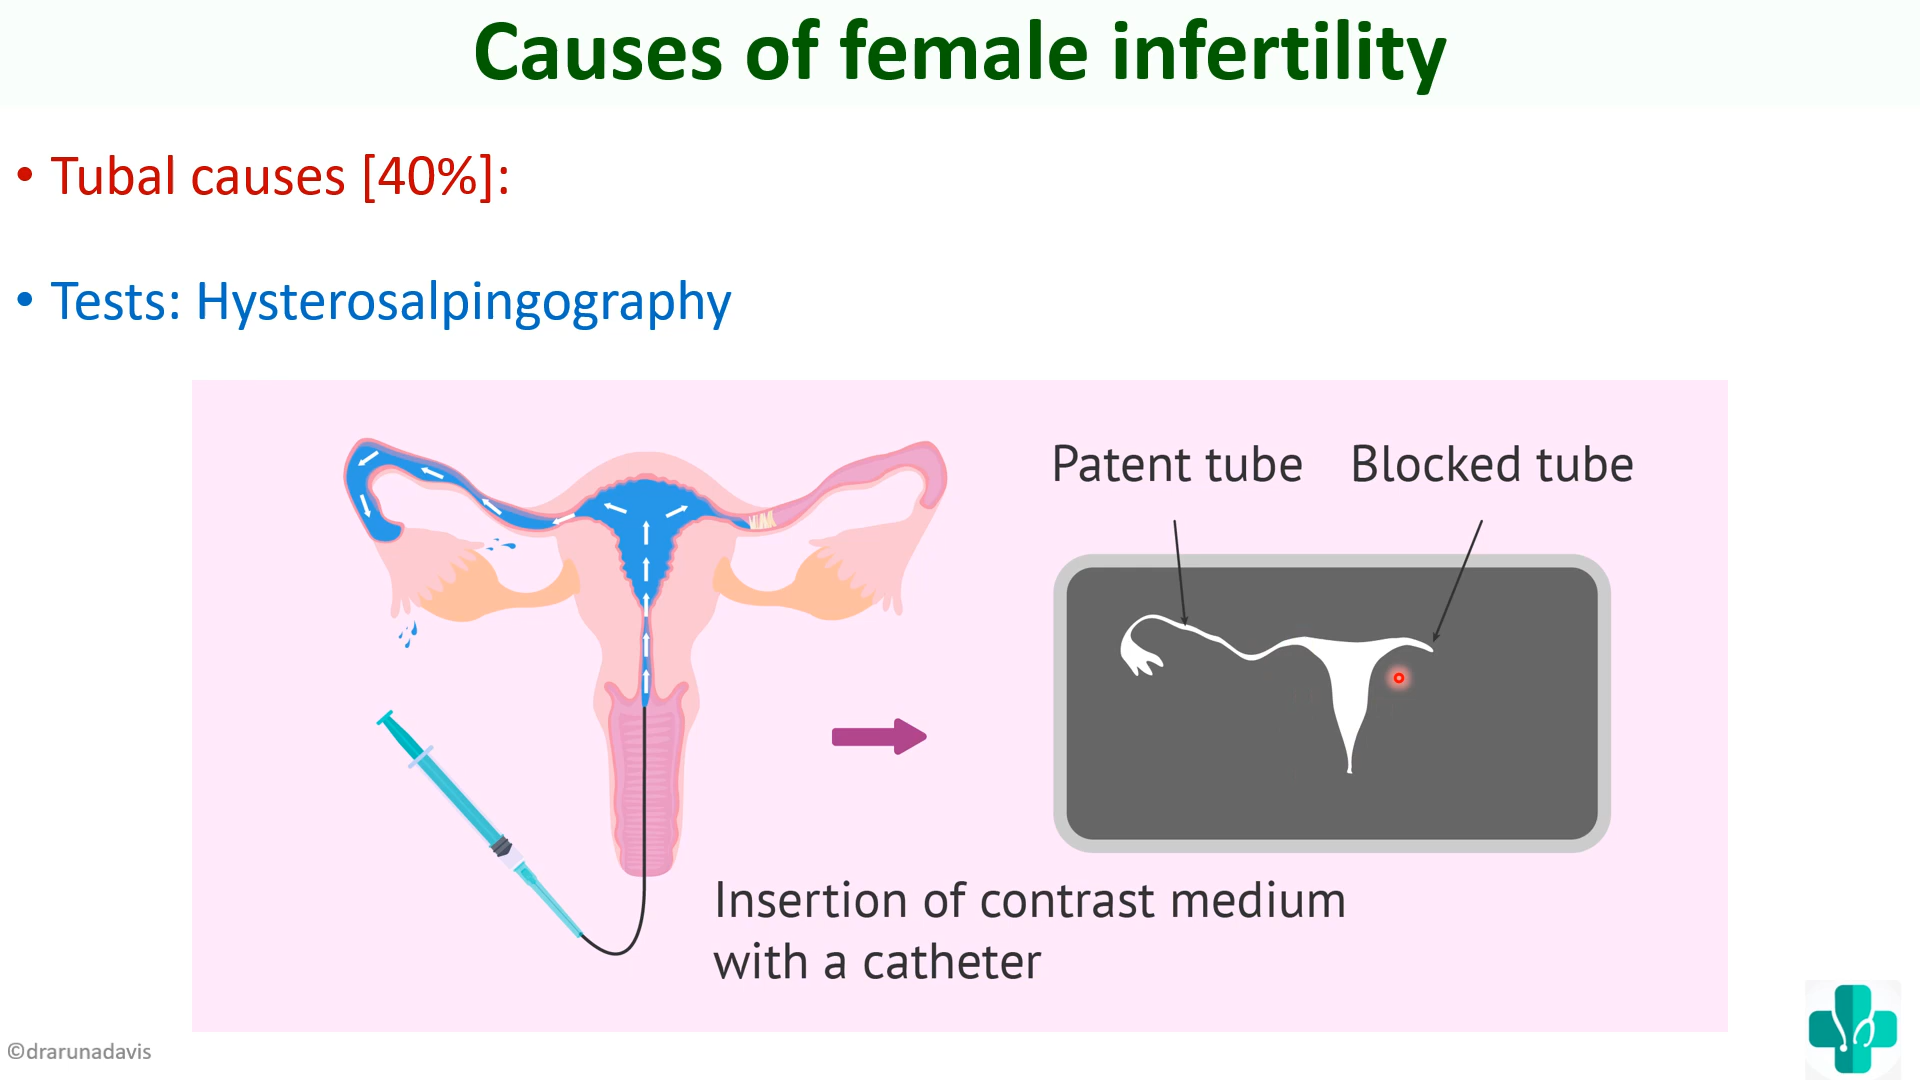 Causes of female infertility
• Tubal causes [40%]:
• Tests: Hysterosalpingography
Patent tube
Blocked tube
Insertion of contrast medium
with a catheter
©drarunadavis